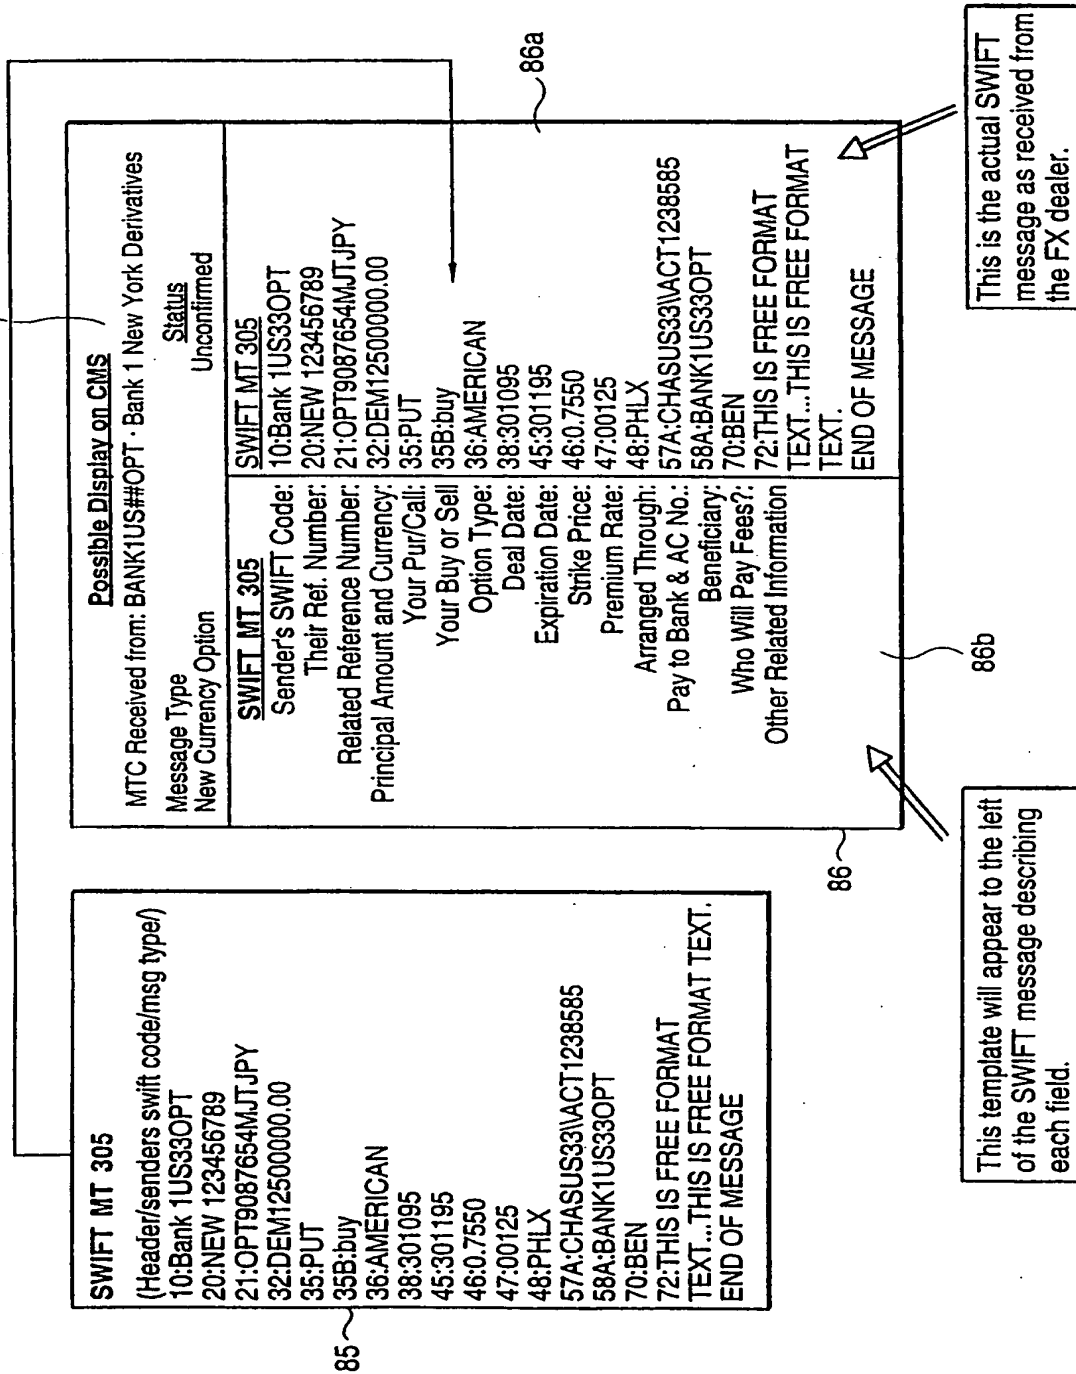 SWIFT MT 305
(Header/senders swift code/msg type/)
10:Bank 1US33OPT
20:NEW 123456789
21:OPT9087654MJTJPY
32:DEM125000000.00
35:PUT
35B:buy
36:AMERICAN
38:301095
45:301195
46:0.7550
47:00125
48:PHLX
57A:CHASUS33\ACT1238585
58A:BANK1US33OPT
70:BEN
72:THIS IS FREE FORMAT
TEXT...THIS IS FREE FORMAT TEXT.
END OF MESSAGE
85
Possible Display on CMS
MTC Received from: BANK1US##OPT · Bank 1 New York Derivatives
Message Type
New Currency Option
Status
Unconfirmed
SWIFT MT 305
Sender's SWIFT Code:
Their Ref. Number:
Related Reference Number:
Principal Amount and Currency:
Your Pur/Call:
Your Buy or Sell
Option Type:
Deal Date:
Expiration Date:
Strike Price:
Premium Rate:
Arranged Through:
Pay to Bank & AC No.:
Beneficiary:
Who Will Pay Fees?:
Other Related Information
SWIFT MT 305
10:Bank 1US33OPT
20:NEW 123456789
21:OPT9087654MJTJPY
32:DEM125000000.00
35:PUT
35B:buy
36:AMERICAN
38:301095
45:301195
46:0.7550
47:00125
48:PHLX
57A:CHASUS33\ACT1238585
58A:BANK1US33OPT
70:BEN
72:THIS IS FREE FORMAT
TEXT...THIS IS FREE FORMAT
TEXT.
END OF MESSAGE
86
86b
86a
This template will appear to the left
of the SWIFT message describing
each field.
This is the actual SWIFT
message as received from
the FX dealer.